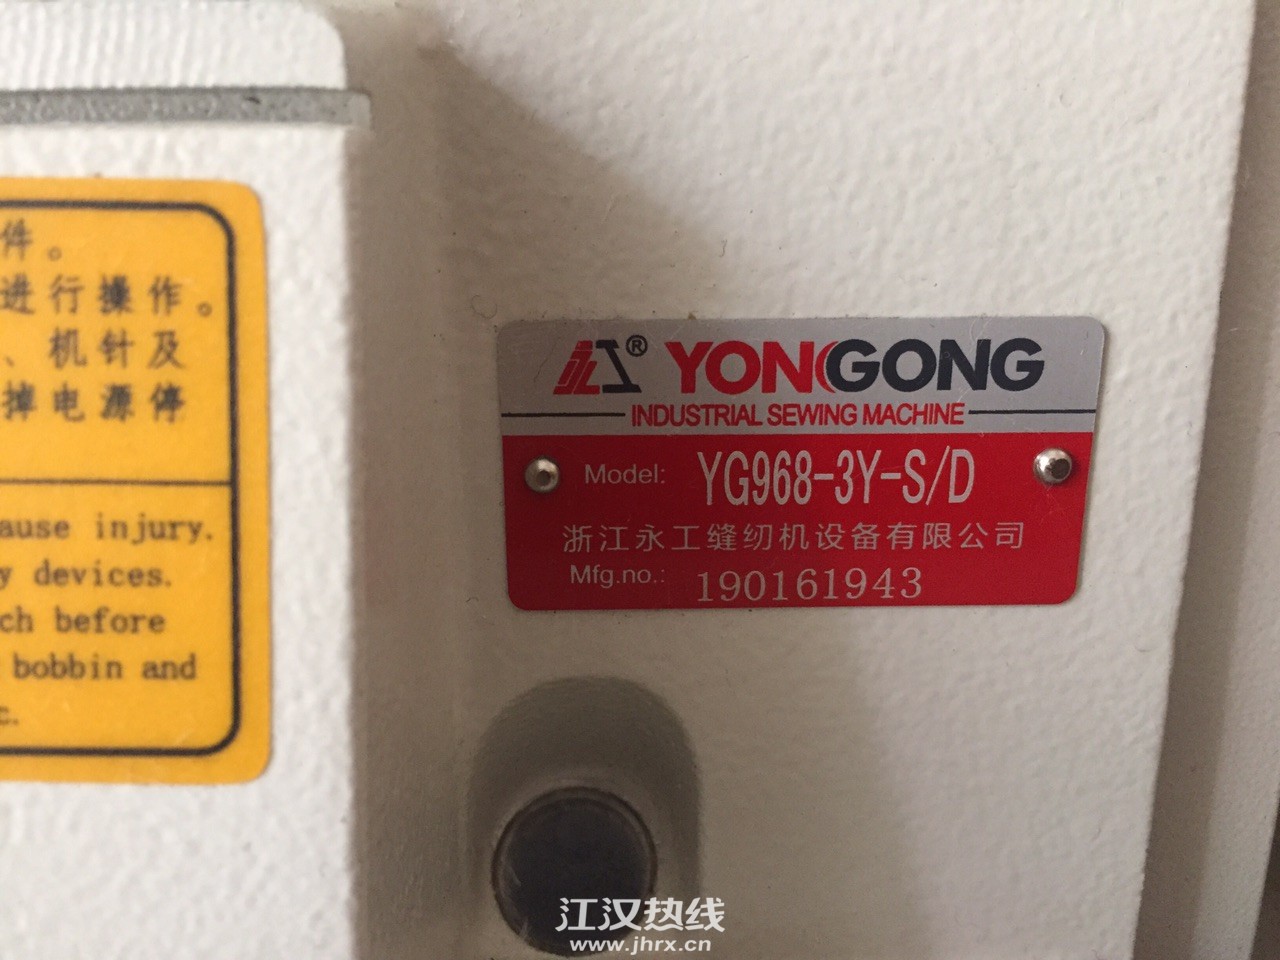 件。
进行操作。
、机针及
掉电源停
ause injury.
y devices.
ch before
bobbin and
c.
永工® YONGONG
INDUSTRIAL SEWING MACHINE
Model: YG968-3Y-S/D
浙江永工缝纫机设备有限公司
Mfg.no.: 190161943
江汉热线
www.jhrx.cn